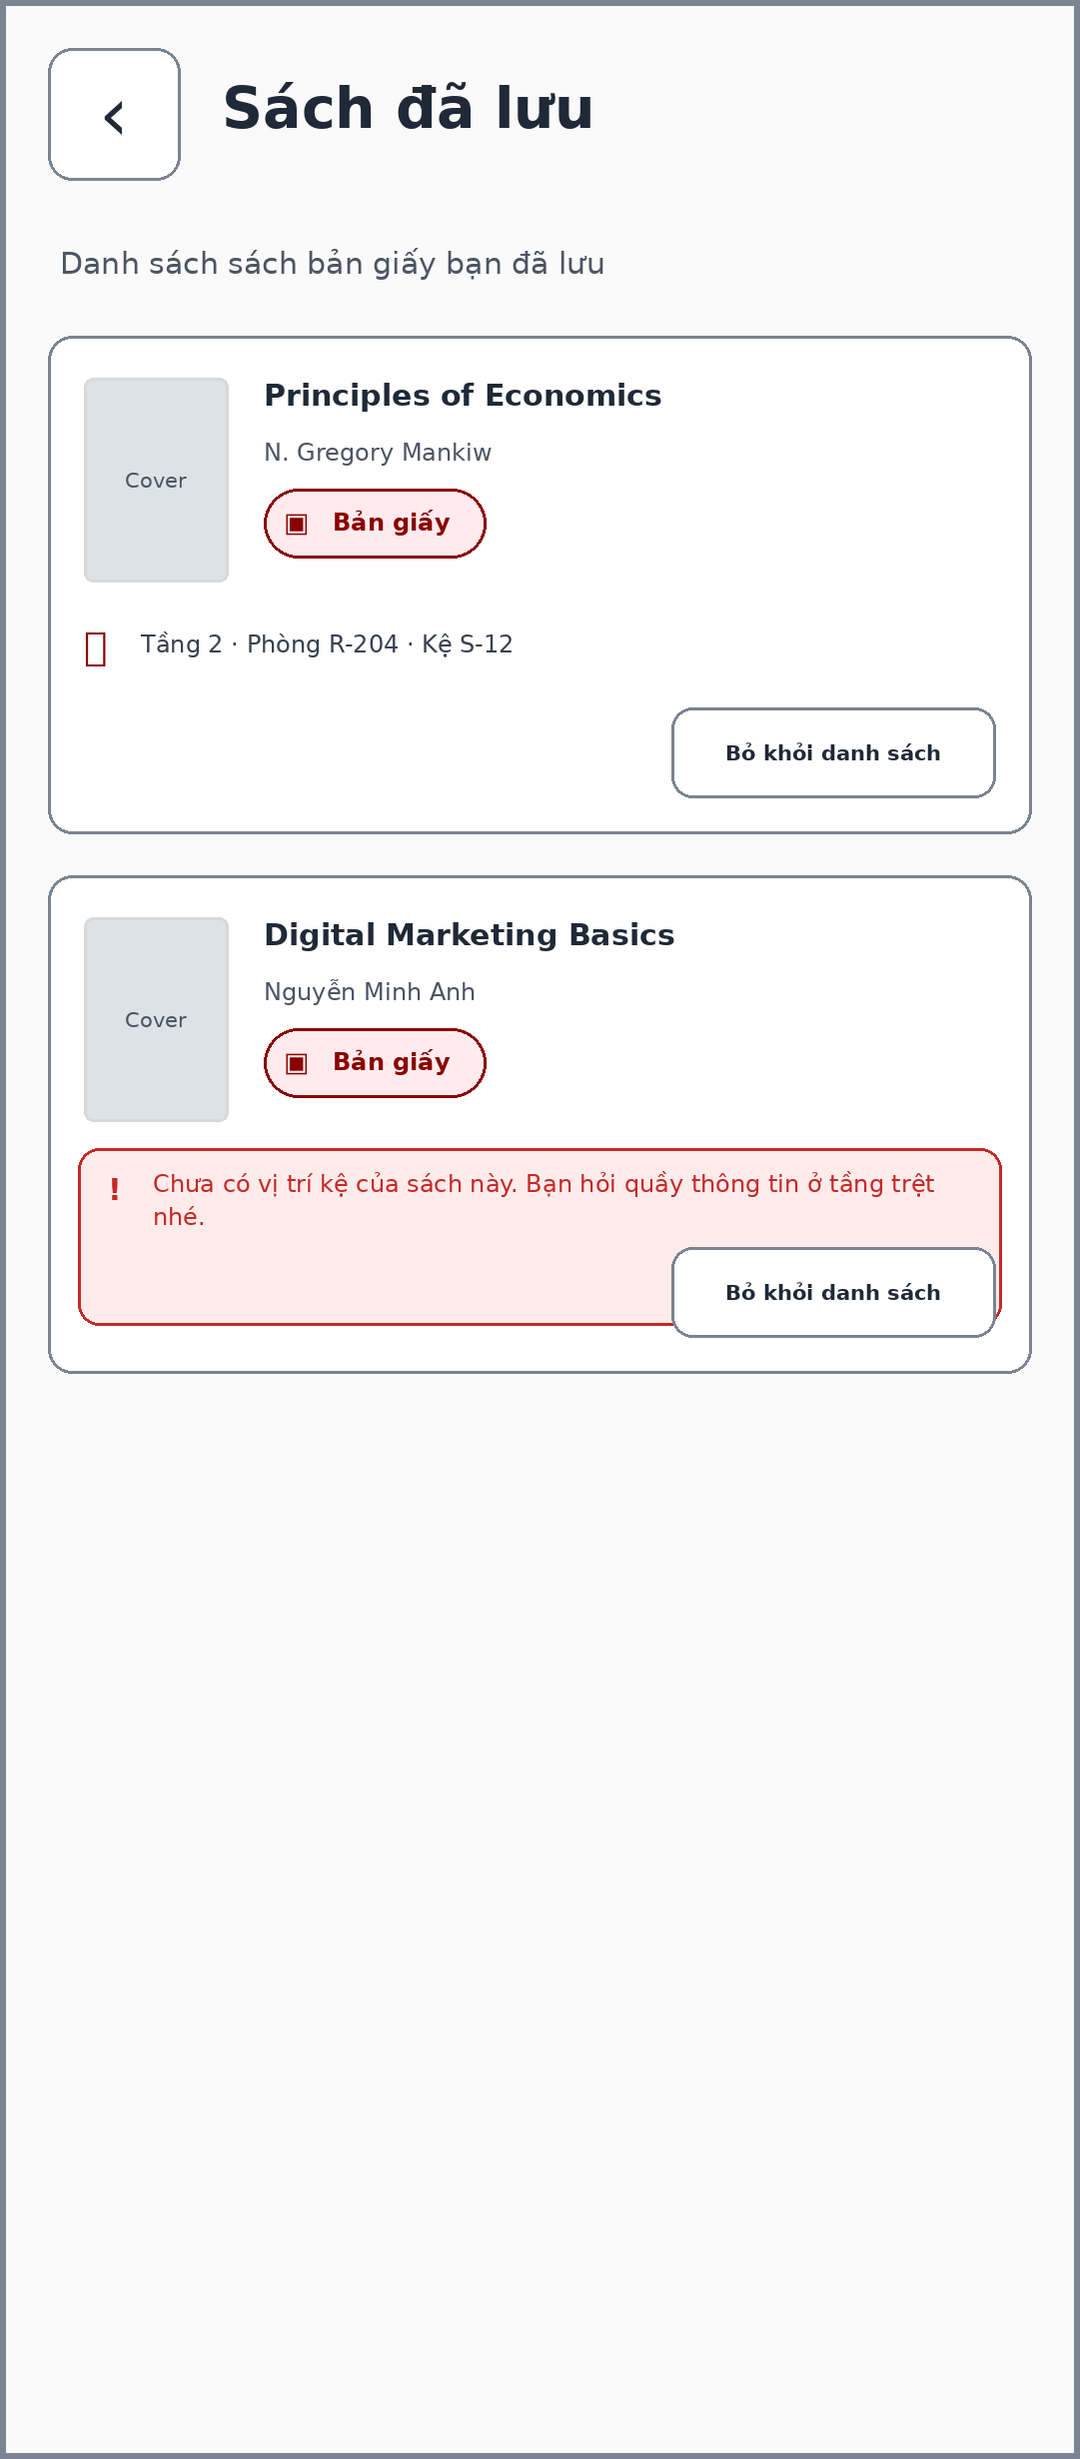 ‹
Sách đã lưu
Danh sách sách bản giấy bạn đã lưu
Principles of Economics
N. Gregory Mankiw
Cover
▣ Bản giấy
Tầng 2 · Phòng R-204 · Kệ S-12
Bỏ khỏi danh sách
Digital Marketing Basics
Nguyễn Minh Anh
Cover
▣ Bản giấy
! Chưa có vị trí kệ của sách này. Bạn hỏi quầy thông tin ở tầng trệt
nhé.
Bỏ khỏi danh sách